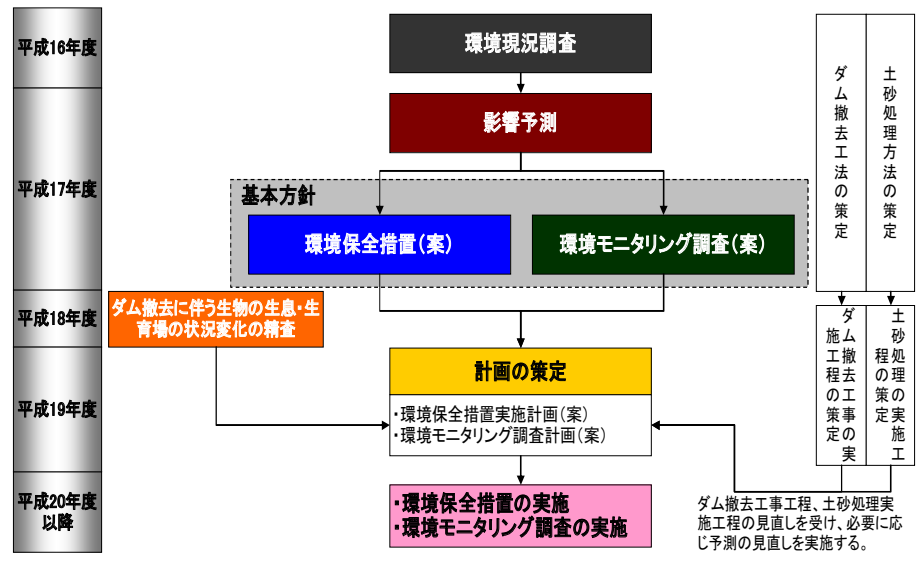 平成16年度
平成17年度
平成18年度
平成19年度
平成20年度
以降
環境現況調査
影響予測
基本方針
環境保全措置(案)
環境モニタリング調査(案)
ダム撤去に伴う生物の生息・生
育場の状況変化の精査
計画の策定
・環境保全措置実施計画(案)
・環境モニタリング調査計画(案)
・環境保全措置の実施
・環境モニタリング調査の実施
土砂処理方法の策定
ダム撤去工法の策定
土砂処理の実施工
程の策定
ダム撤去工事の実
施工程の策定
ダム撤去工事工程、土砂処理実
施工程の見直しを受け、必要に応
じ予測の見直しを実施する。